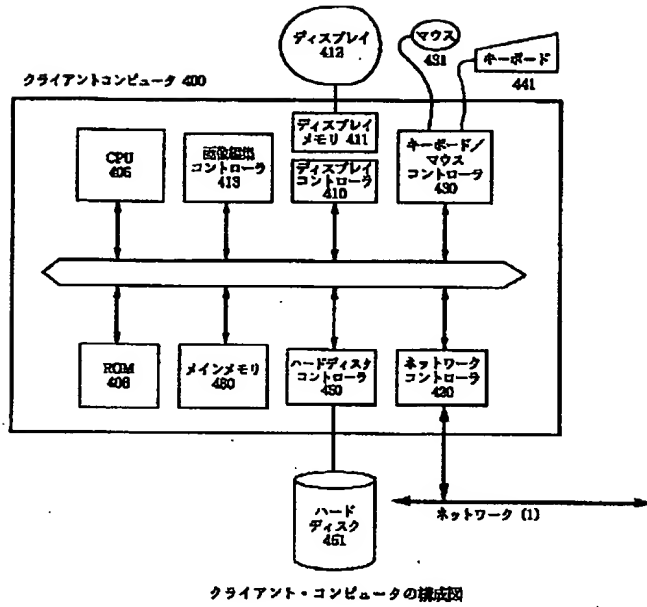 ディスプレイ
412
マウス
431
キーボード
441
クライアントコンピュータ 400
CPU
405
画像編集
コントローラ
413
ディスプレイ
メモリ 411
ディスプレイ
コントローラ
410
キーボード／
マウス
コントローラ
430
ROM
406
メインメモリ
460
ハードディスク
コントローラ
450
ネットワーク
コントローラ
420
ハード
ディスク
451
ネットワーク (1)
クライアント・コンピュータの構成図